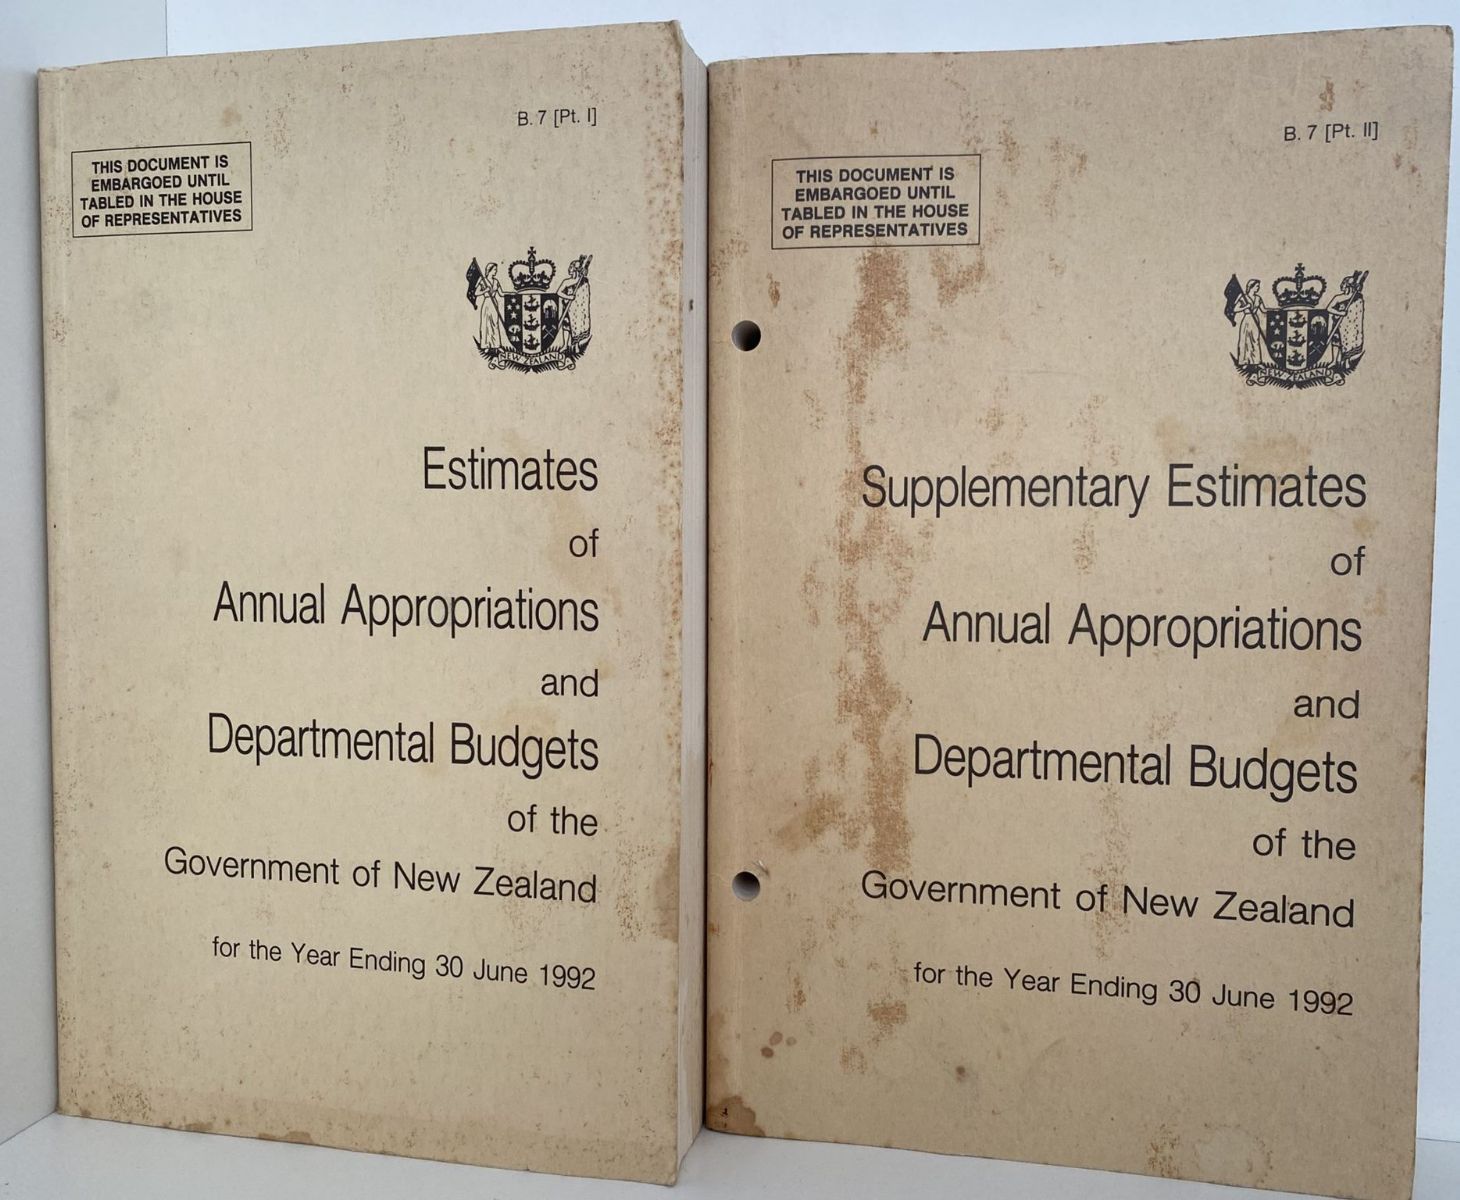 B. 7 [Pt. I]
THIS DOCUMENT IS
EMBARGOED UNTIL
TABLED IN THE HOUSE
OF REPRESENTATIVES
NEW ZEALAND
Estimates
of
Annual Appropriations
and
Departmental Budgets
of the
Government of New Zealand
for the Year Ending 30 June 1992
B. 7 [Pt. II]
THIS DOCUMENT IS
EMBARGOED UNTIL
TABLED IN THE HOUSE
OF REPRESENTATIVES
NEW ZEALAND
Supplementary Estimates
of
Annual Appropriations
and
Departmental Budgets
of the
Government of New Zealand
for the Year Ending 30 June 1992